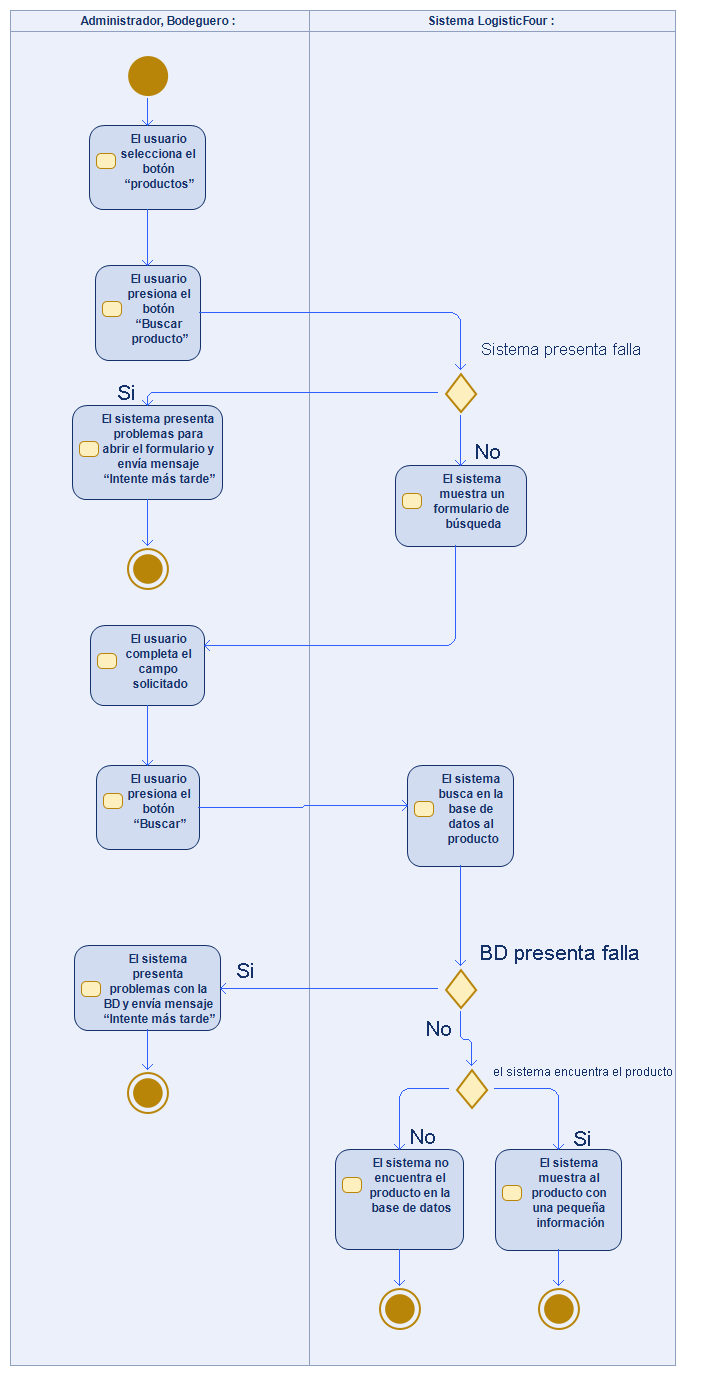 Administrador, Bodeguero :
Sistema LogisticFour :
El usuario
selecciona el
botón
“productos”
El usuario
presiona el
botón
“Buscar
producto”
Sistema presenta falla
Si
El sistema presenta
problemas para
abrir el formulario y
envía mensaje
“Intente más tarde”
No
El sistema
muestra un
formulario de
búsqueda
El usuario
completa el
campo
solicitado
El usuario
presiona el
botón
“Buscar”
El sistema
busca en la
base de
datos al
producto
BD presenta falla
Si
El sistema
presenta
problemas con la
BD y envía mensaje
“Intente más tarde”
No
el sistema encuentra el producto
No
El sistema no
encuentra el
producto en la
base de datos
Si
El sistema
muestra al
producto con
una pequeña
información